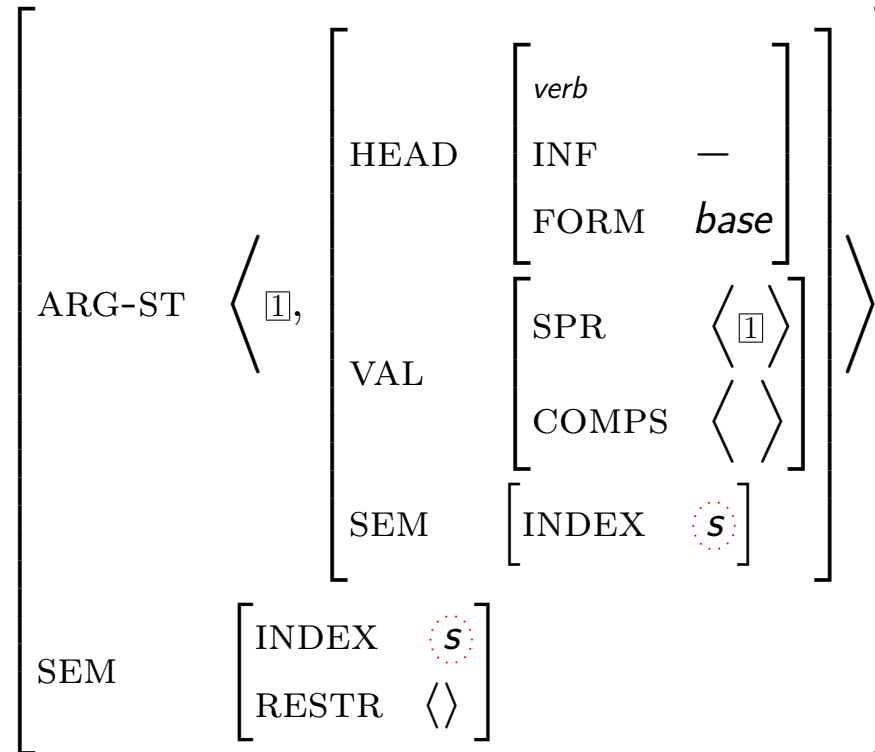 verb
HEAD INF —
FORM base
ARG-ST ⟨ 1, SPR ⟨ 1 ⟩ ⟩
VAL
COMPS ⟨ ⟩
SEM [ INDEX s ]
INDEX s
SEM
RESTR ⟨⟩